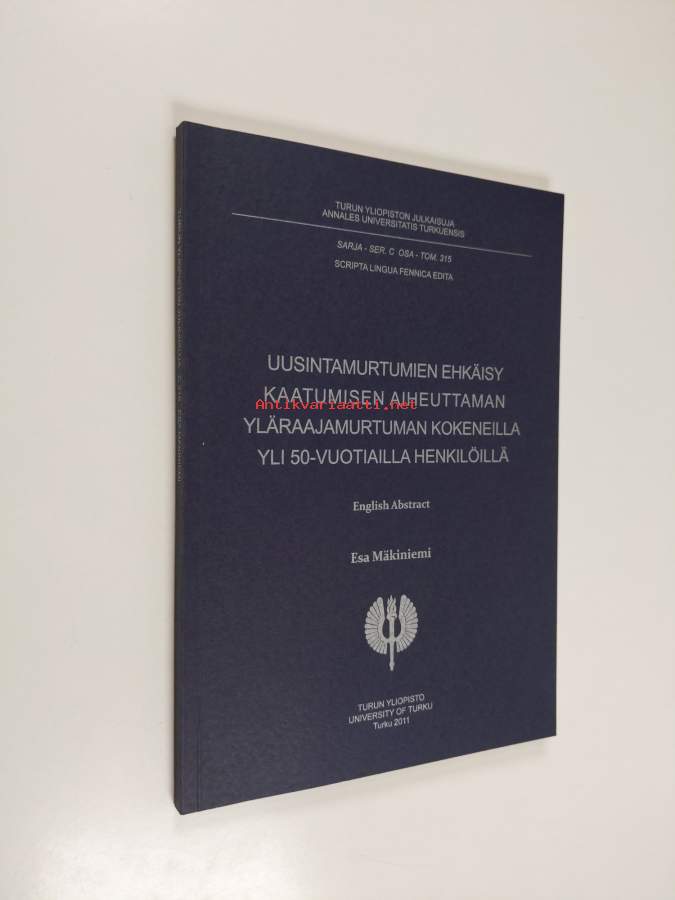 TURUN YLIOPISTON JULKAISUJA
ANNALES UNIVERSITATIS TURKUENSIS
SARJA - SER. C OSA - TOM. 315
SCRIPTA LINGUA FENNICA EDITA
UUSINTAMURTUMIEN EHKÄISY
KAATUMISEN AIHEUTTAMAN
Antikvariaatti.net
YLÄRAAJAMURTUMAN KOKENEILLA
YLI 50-VUOTIAILLA HENKILÖILLÄ
English Abstract
Esa Mäkiniemi
TURUN YLIOPISTO
UNIVERSITY OF TURKU
Turku 2011